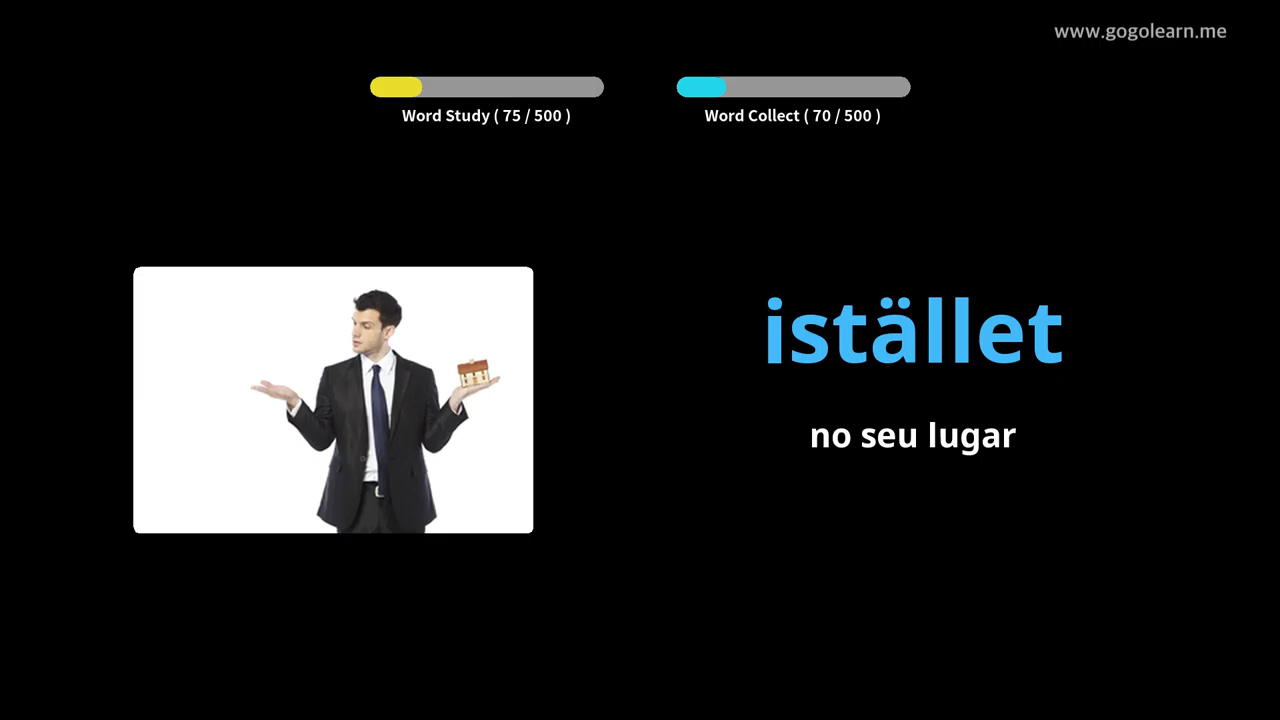 www.gogolearn.me
Word Study ( 75 / 500 )
Word Collect ( 70 / 500 )
istället
no seu lugar